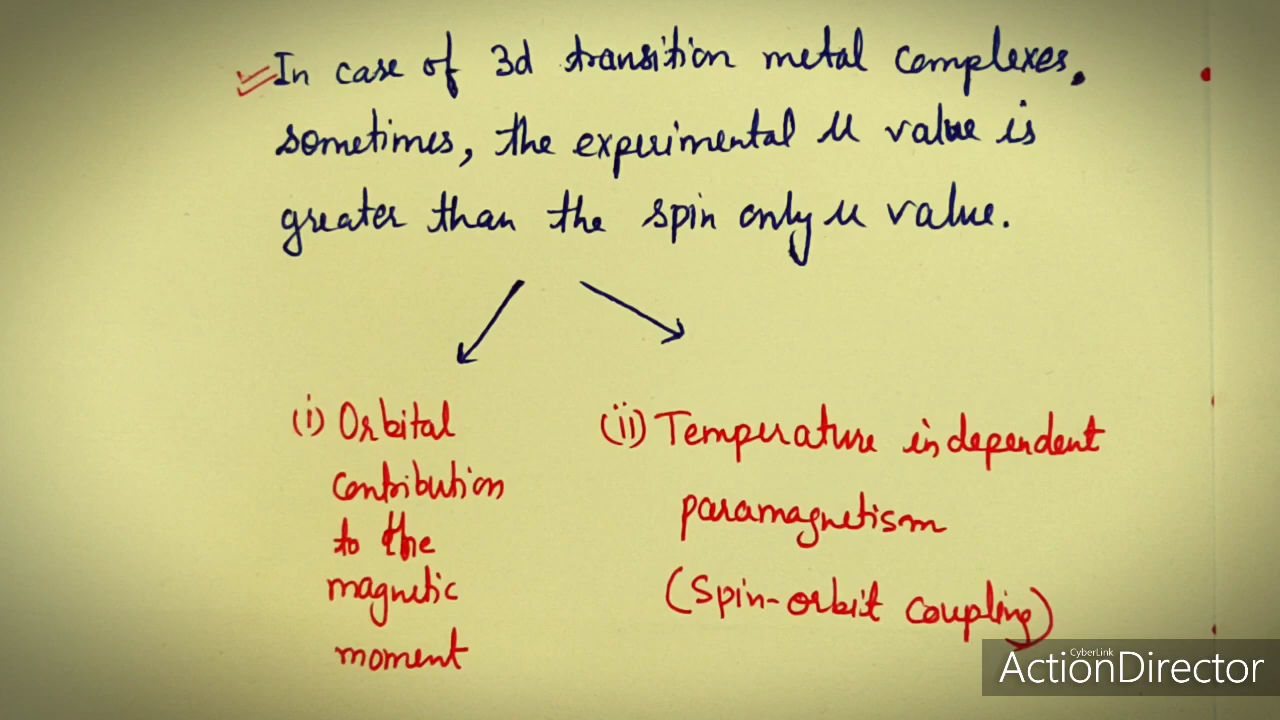 In case of 3d transition metal complexes,
sometimes, the experimental μ value is
greater than the spin only μ value.
(i) Orbital
contribution
to the
magnetic
moment
(ii) Temperature independent
paramagnetism
(Spin-orbit coupling)
CyberLink
ActionDirector